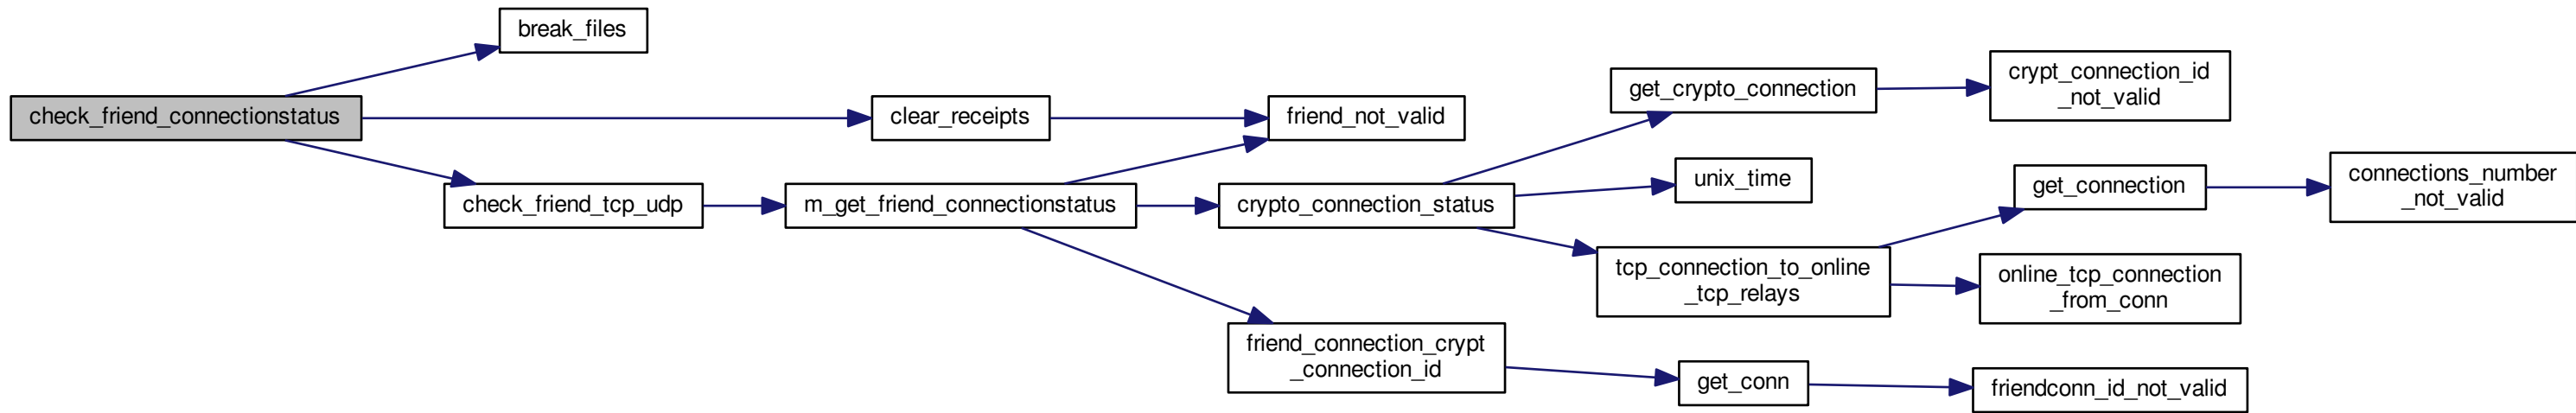 break_files
check_friend_connectionstatus
clear_receipts
friend_not_valid
check_friend_tcp_udp
m_get_friend_connectionstatus
crypto_connection_status
get_crypto_connection
crypt_connection_id
_not_valid
unix_time
get_connection
connections_number
_not_valid
tcp_connection_to_online
_tcp_relays
online_tcp_connection
_from_conn
friend_connection_crypt
_connection_id
get_conn
friendconn_id_not_valid